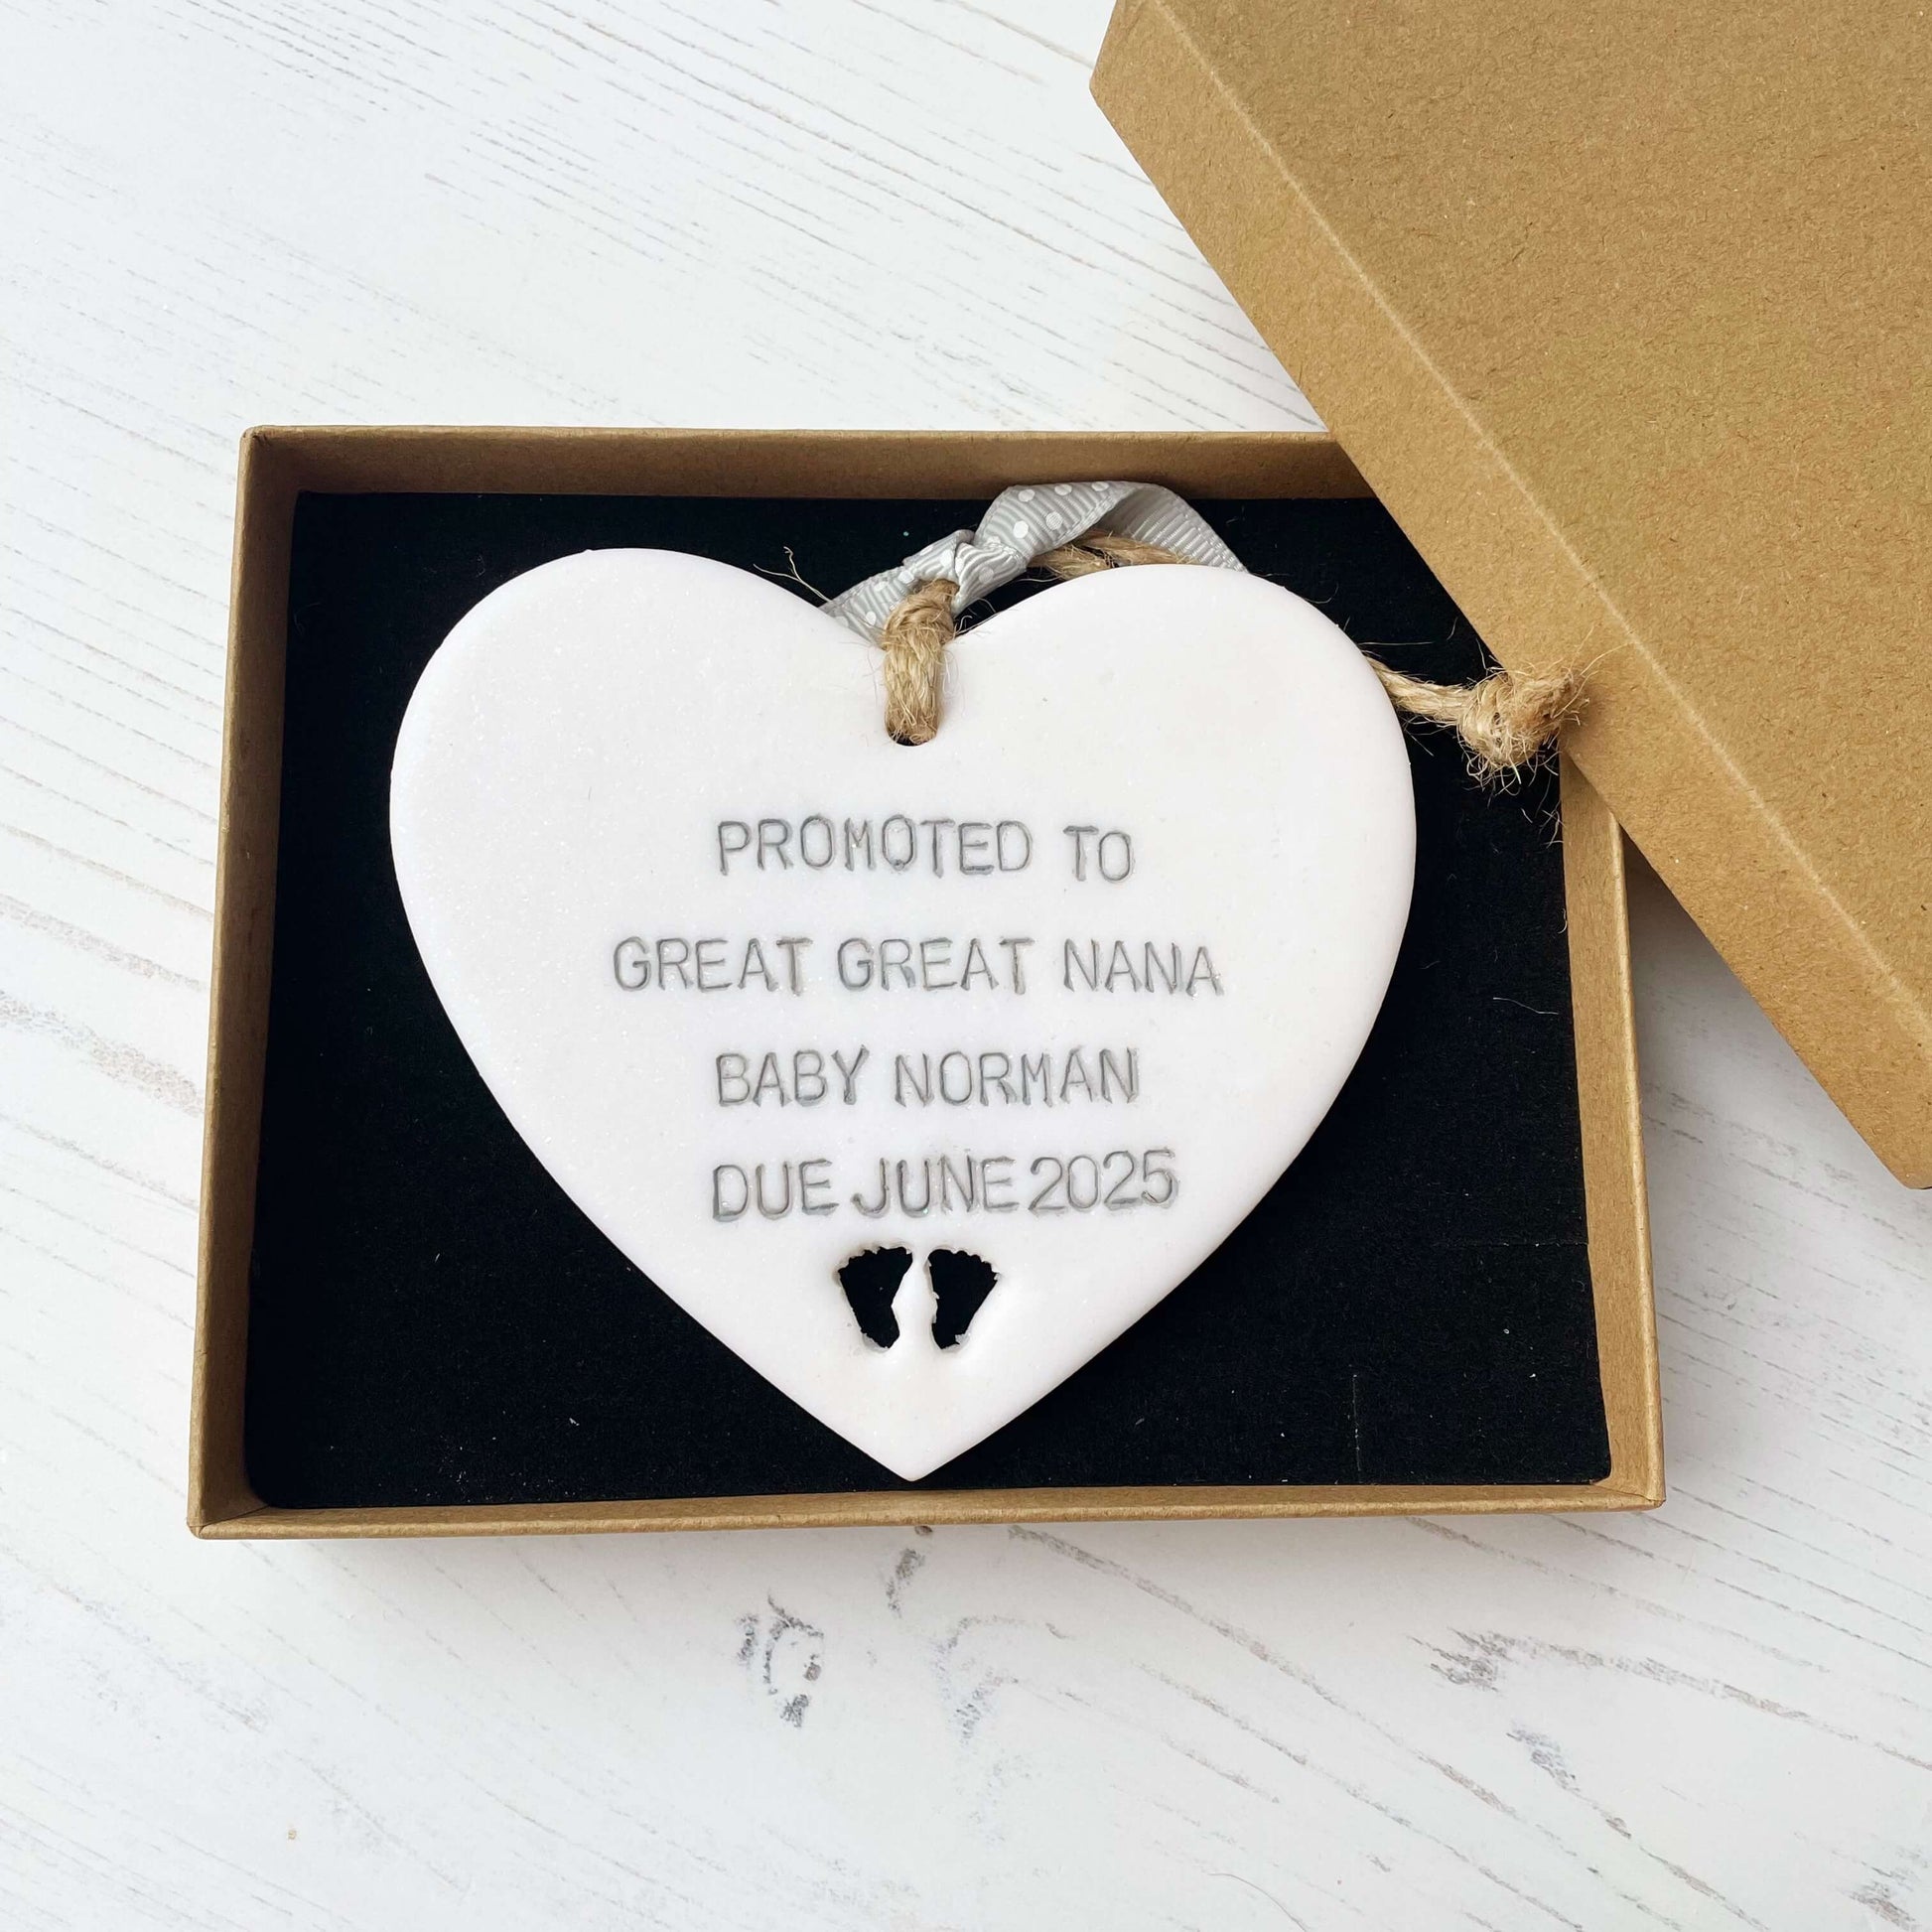 PROMOTED TO
GREAT GREAT NANA
BABY NORMAN
DUE JUNE 2025